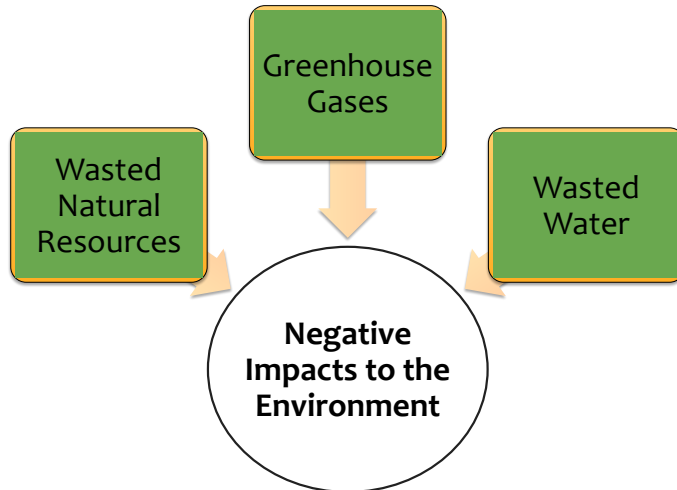 Greenhouse
Gases
Wasted
Natural
Resources
Wasted
Water
Negative
Impacts to the
Environment